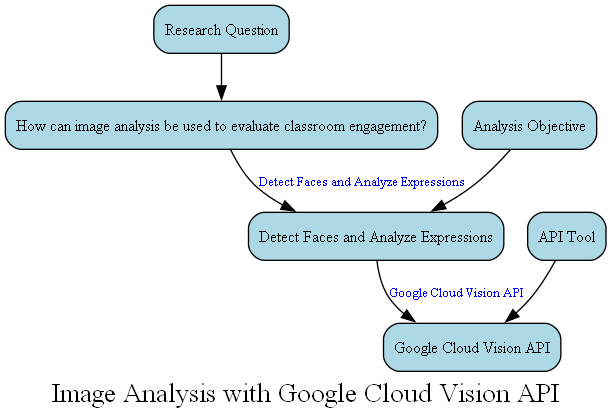 Research Question
How can image analysis be used to evaluate classroom engagement?
Analysis Objective
Detect Faces and Analyze Expressions
Detect Faces and Analyze Expressions
API Tool
Google Cloud Vision API
Google Cloud Vision API
Image Analysis with Google Cloud Vision API